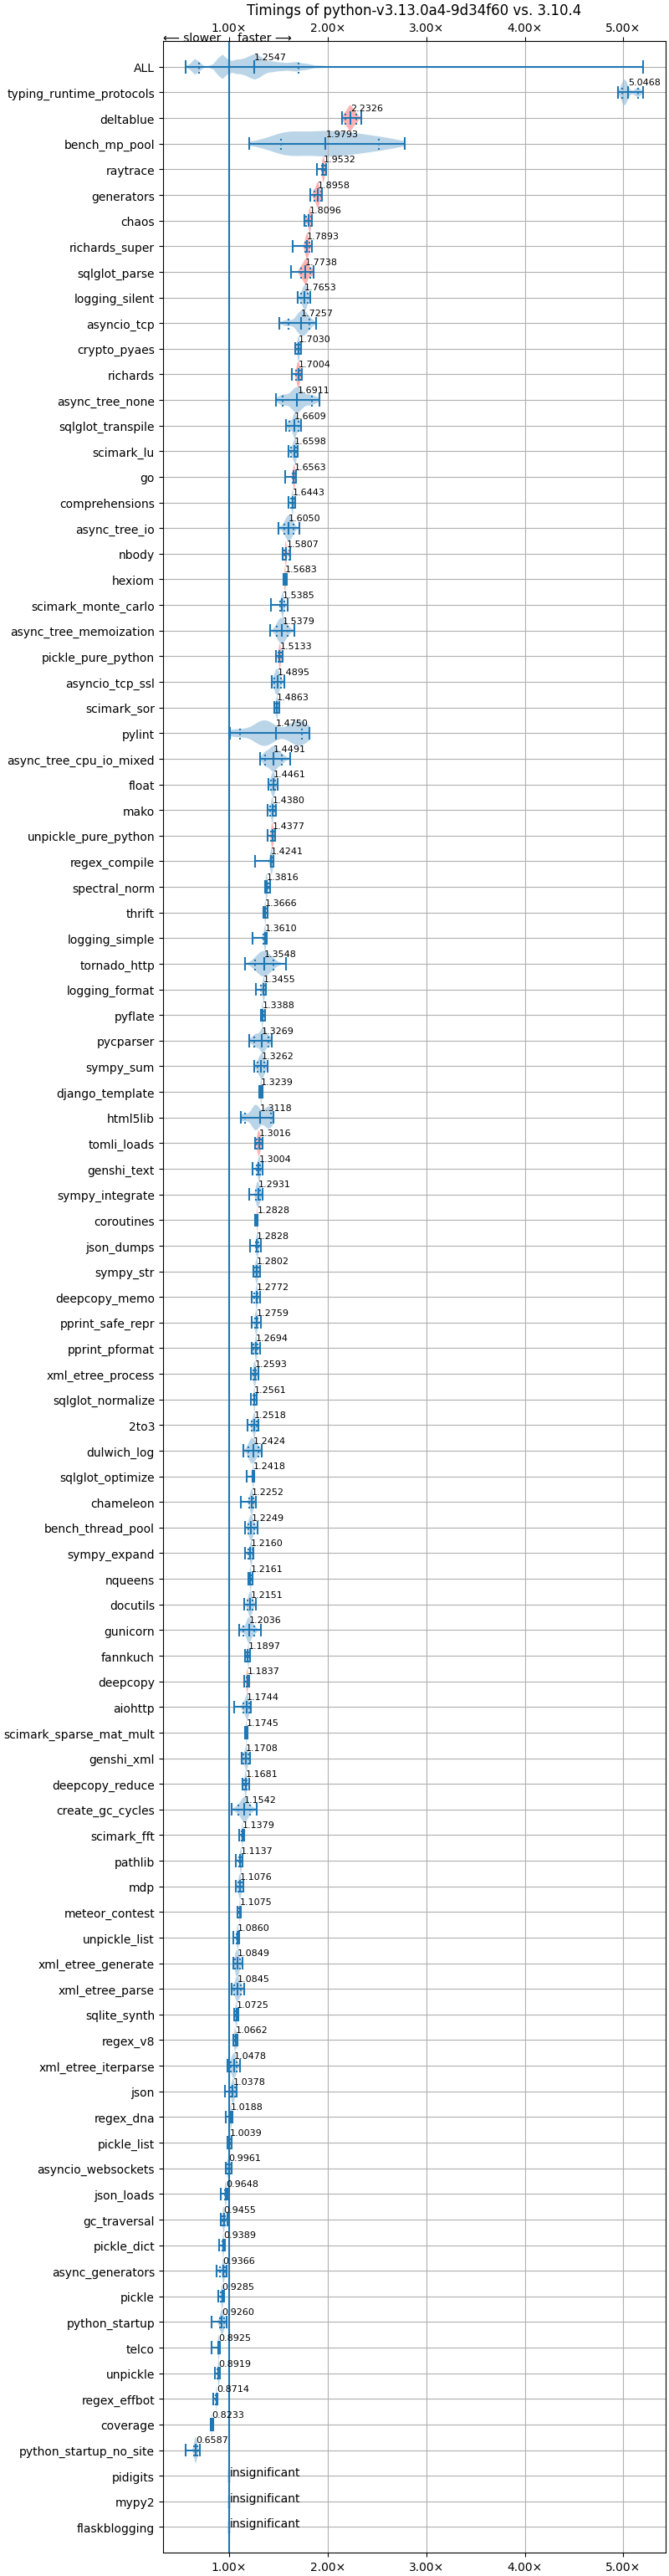 Timings of python-v3.13.0a4-9d34f60 vs. 3.10.4
1.00× 2.00× 3.00× 4.00× 5.00×
⟵ slower faster ⟶
ALL 1.2547
typing_runtime_protocols 5.0468
deltablue 2.2326
bench_mp_pool 1.9793
raytrace 1.9532
generators 1.8958
chaos 1.8096
richards_super 1.7893
sqlglot_parse 1.7738
logging_silent 1.7653
asyncio_tcp 1.7257
crypto_pyaes 1.7030
richards 1.7004
async_tree_none 1.6911
sqlglot_transpile 1.6609
scimark_lu 1.6598
go 1.6563
comprehensions 1.6443
async_tree_io 1.6050
nbody 1.5807
hexiom 1.5683
scimark_monte_carlo 1.5385
async_tree_memoization 1.5379
pickle_pure_python 1.5133
asyncio_tcp_ssl 1.4895
scimark_sor 1.4863
pylint 1.4750
async_tree_cpu_io_mixed 1.4491
float 1.4461
mako 1.4380
unpickle_pure_python 1.4377
regex_compile 1.4241
spectral_norm 1.3816
thrift 1.3666
logging_simple 1.3610
tornado_http 1.3548
logging_format 1.3455
pyflate 1.3388
pycparser 1.3269
sympy_sum 1.3262
django_template 1.3239
html5lib 1.3118
tomli_loads 1.3016
genshi_text 1.3004
sympy_integrate 1.2931
coroutines 1.2828
json_dumps 1.2828
sympy_str 1.2802
deepcopy_memo 1.2772
pprint_safe_repr 1.2759
pprint_pformat 1.2694
xml_etree_process 1.2593
sqlglot_normalize 1.2561
2to3 1.2518
dulwich_log 1.2424
sqlglot_optimize 1.2418
chameleon 1.2252
bench_thread_pool 1.2249
sympy_expand 1.2160
nqueens 1.2161
docutils 1.2151
gunicorn 1.2036
fannkuch 1.1897
deepcopy 1.1837
aiohttp 1.1744
scimark_sparse_mat_mult 1.1745
genshi_xml 1.1708
deepcopy_reduce 1.1681
create_gc_cycles 1.1542
scimark_fft 1.1379
pathlib 1.1137
mdp 1.1076
meteor_contest 1.1075
unpickle_list 1.0860
xml_etree_generate 1.0849
xml_etree_parse 1.0845
sqlite_synth 1.0725
regex_v8 1.0662
xml_etree_iterparse 1.0478
json 1.0378
regex_dna 1.0188
pickle_list 1.0039
asyncio_websockets 0.9961
json_loads 0.9648
gc_traversal 0.9455
pickle_dict 0.9389
async_generators 0.9366
pickle 0.9285
python_startup 0.9260
telco 0.8925
unpickle 0.8919
regex_effbot 0.8714
coverage 0.8233
python_startup_no_site 0.6587
pidigits insignificant
mypy2 insignificant
flaskblogging insignificant
1.00× 2.00× 3.00× 4.00× 5.00×